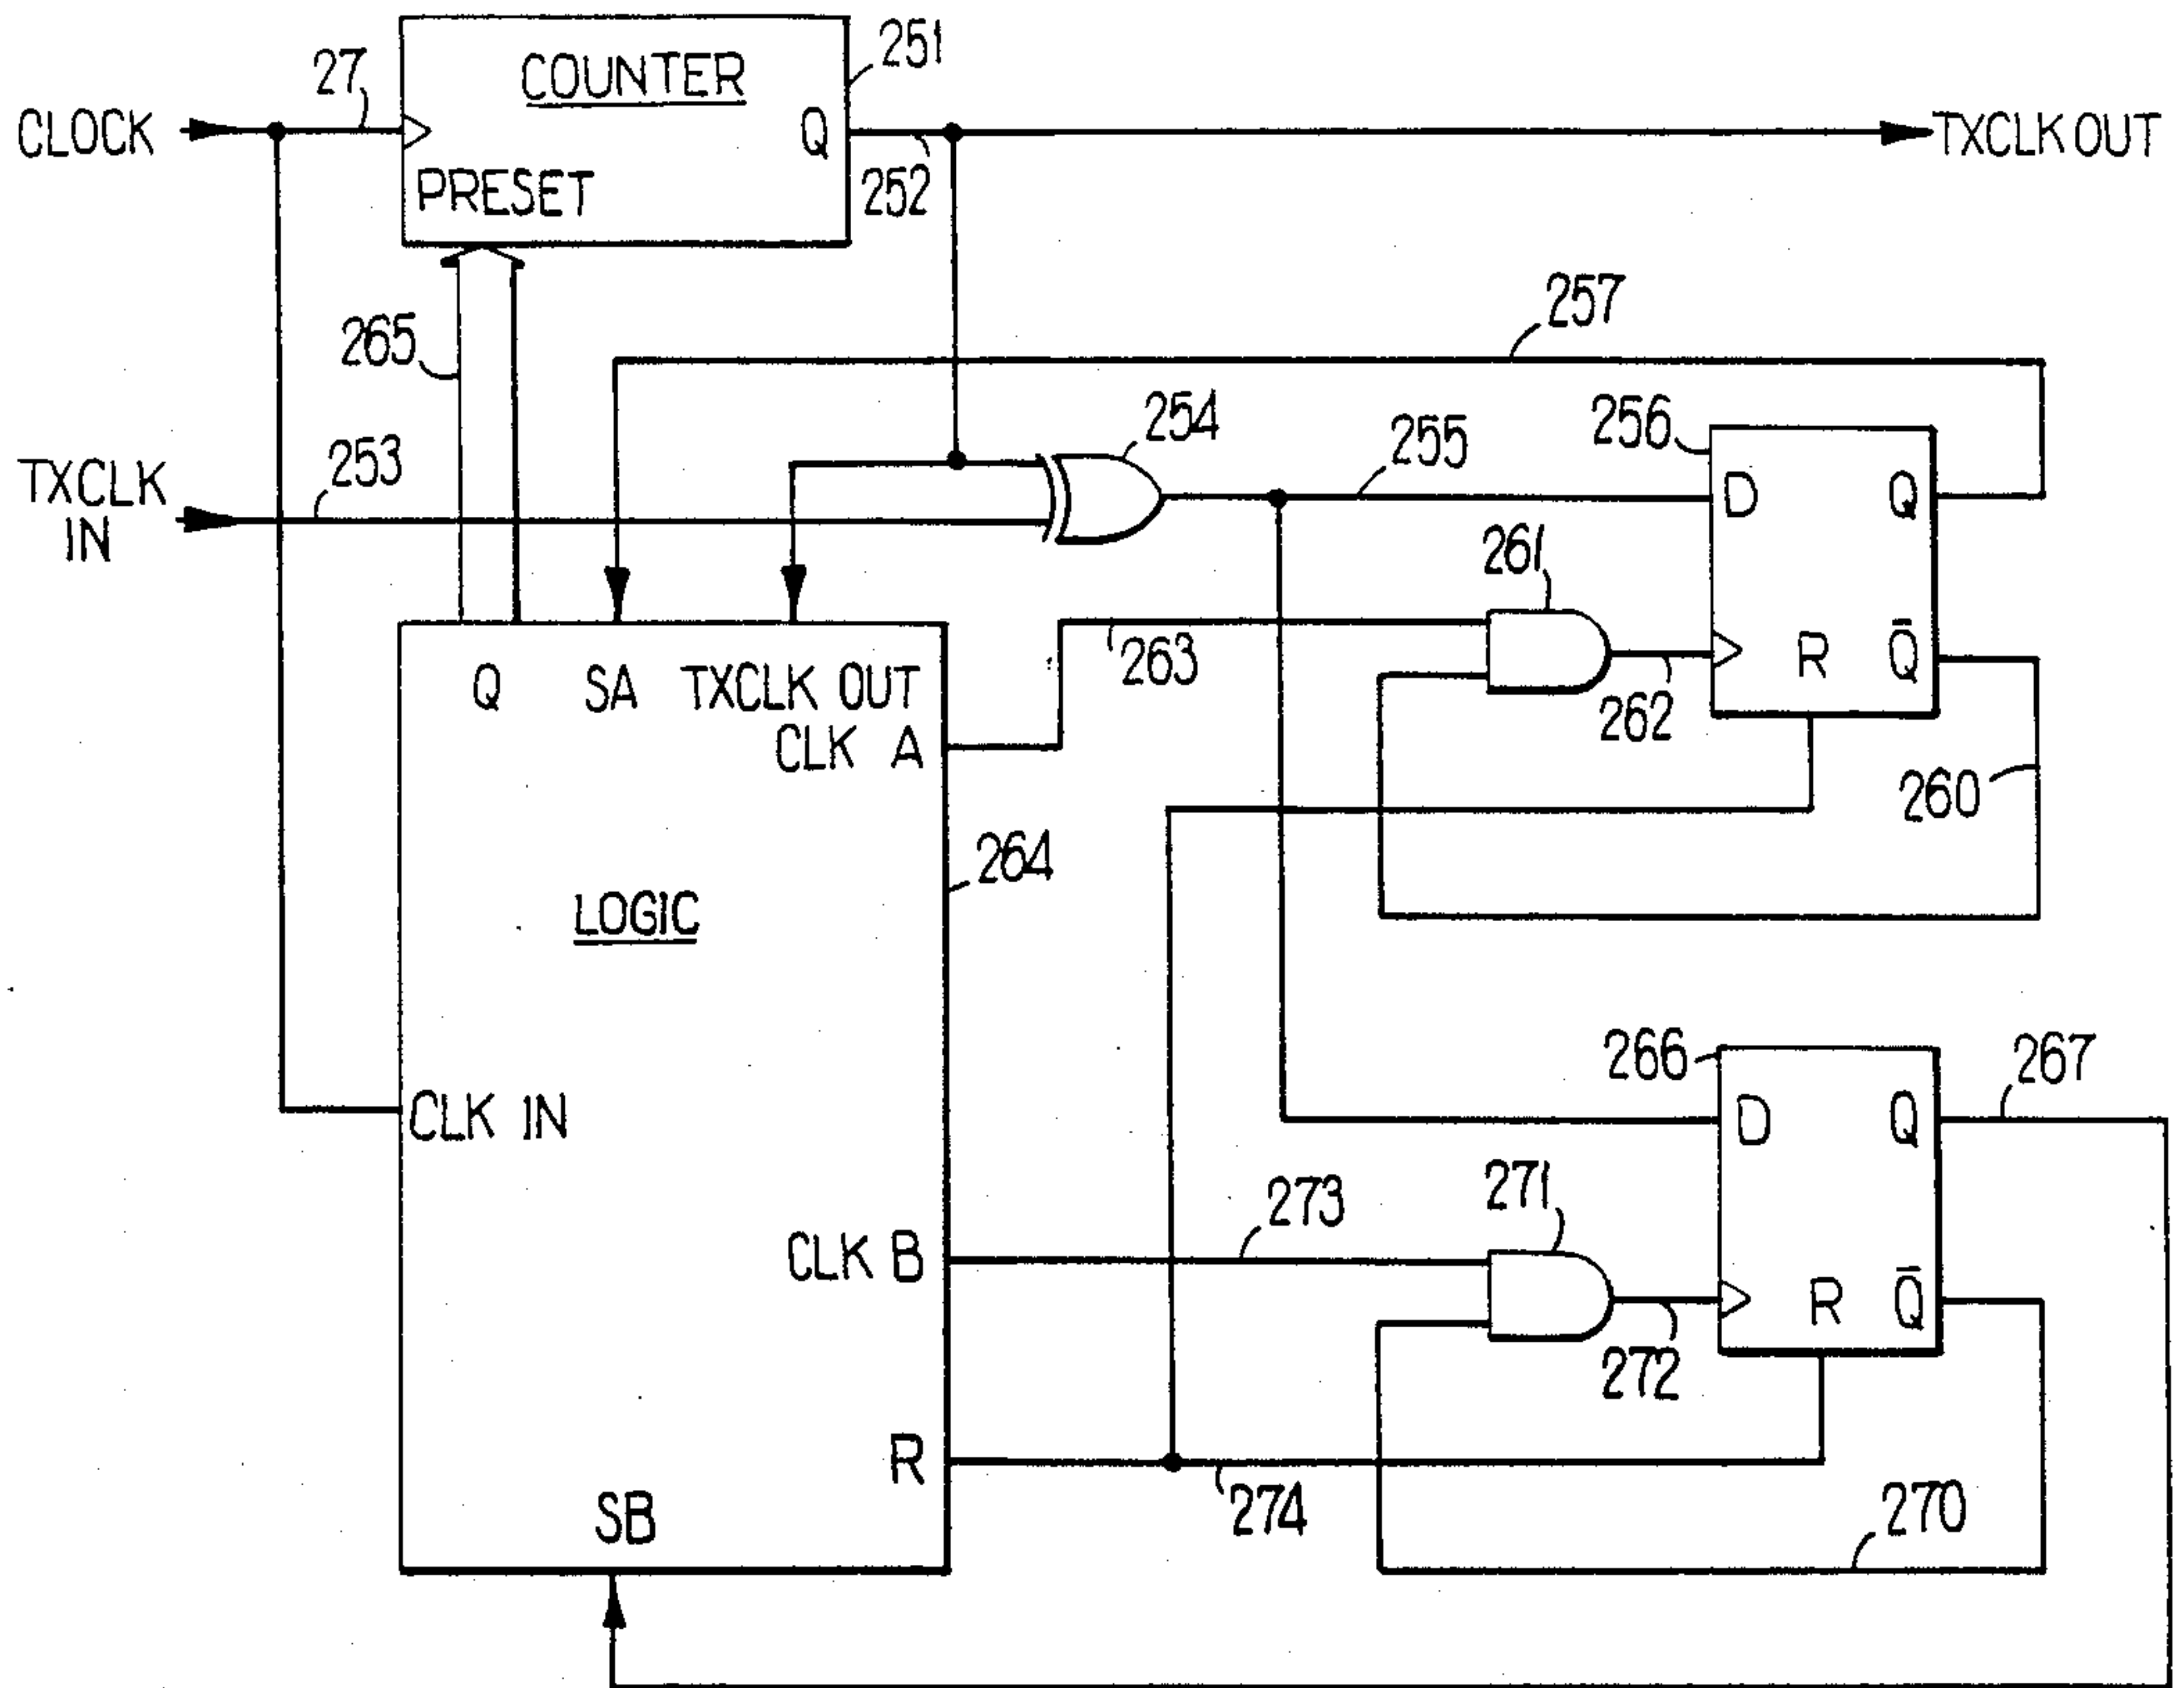 COUNTER
251
27
CLOCK
Q
TXCLK OUT
PRESET
252
257
265
254
256
255
253
TXCLK
IN
D
Q
261
263
262
R
Q̄
Q
SA
TXCLK OUT
CLK A
260
264
LOGIC
266
267
CLK IN
D
Q
271
273
CLK B
R
Q̄
272
R
274
270
SB